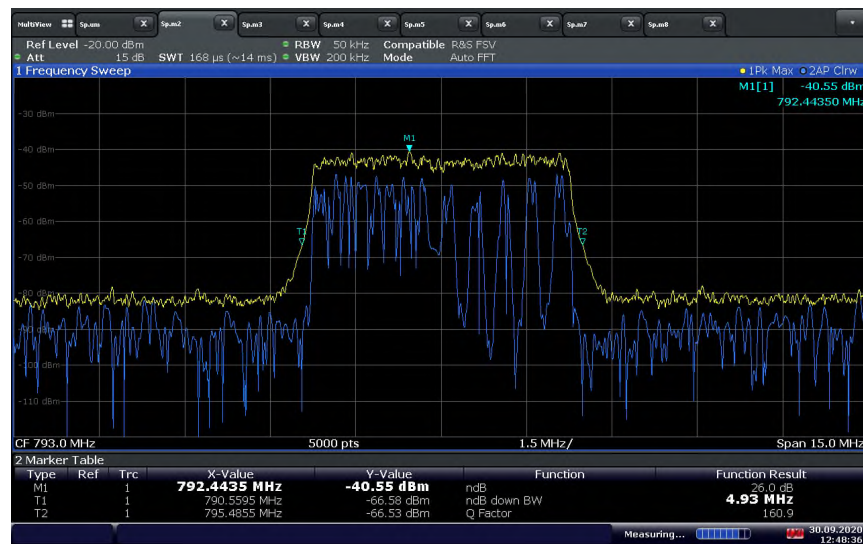 MultiView Sp.um X Sp.m2 X Sp.m3 X Sp.m4 X Sp.m5 X Sp.m6 X Sp.m7 X Sp.m8 X
Ref Level -20.00 dBm RBW 50 kHz Compatible R&S FSV
Att 15 dB SWT 168 µs (~14 ms) VBW 200 kHz Mode Auto FFT
1 Frequency Sweep 1Pk Max 2AP Clrw
M1[1] -40.55 dBm
792.44350 MHz
-30 dBm
-40 dBm
M1
-50 dBm
-60 dBm
T1 T2
-70 dBm
-80 dBm
-90 dBm
-100 dBm
-110 dBm
CF 793.0 MHz 5000 pts 1.5 MHz/ Span 15.0 MHz
2 Marker Table
Type Ref Trc X-Value Y-Value Function Function Result
M1 1 792.4435 MHz -40.55 dBm ndB 26.0 dB
T1 1 790.5595 MHz -66.58 dBm ndB down BW 4.93 MHz
T2 1 795.4855 MHz -66.53 dBm Q Factor 160.9
Measuring... 30.09.2020
12:48:36